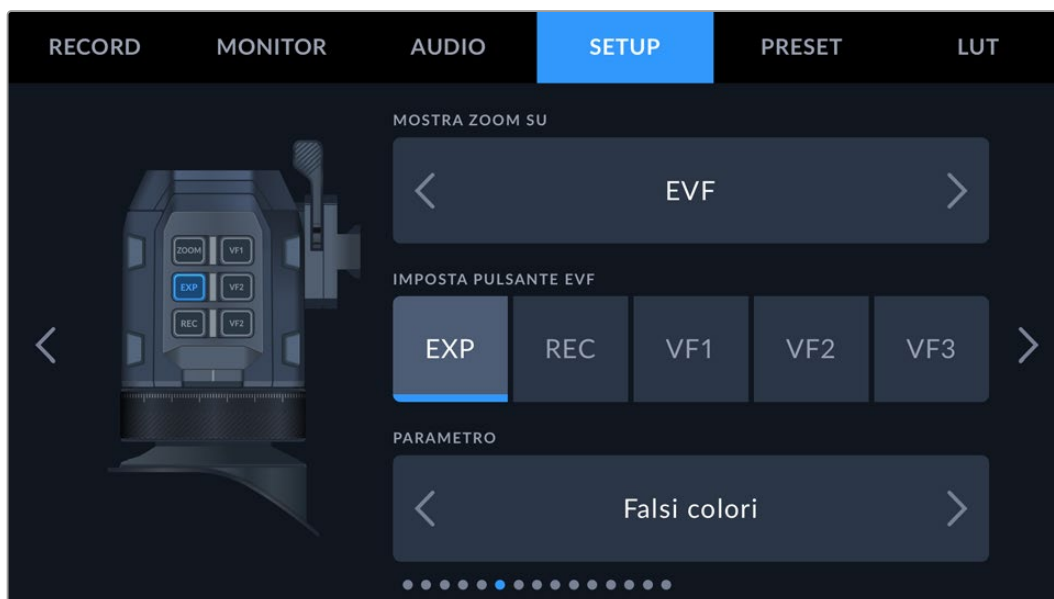 RECORD MONITOR AUDIO SETUP PRESET LUT
MOSTRA ZOOM SU
EVF
ZOOM VF1
EXP VF2
REC VF2
IMPOSTA PULSANTE EVF
EXP REC VF1 VF2 VF3
PARAMETRO
Falsi colori